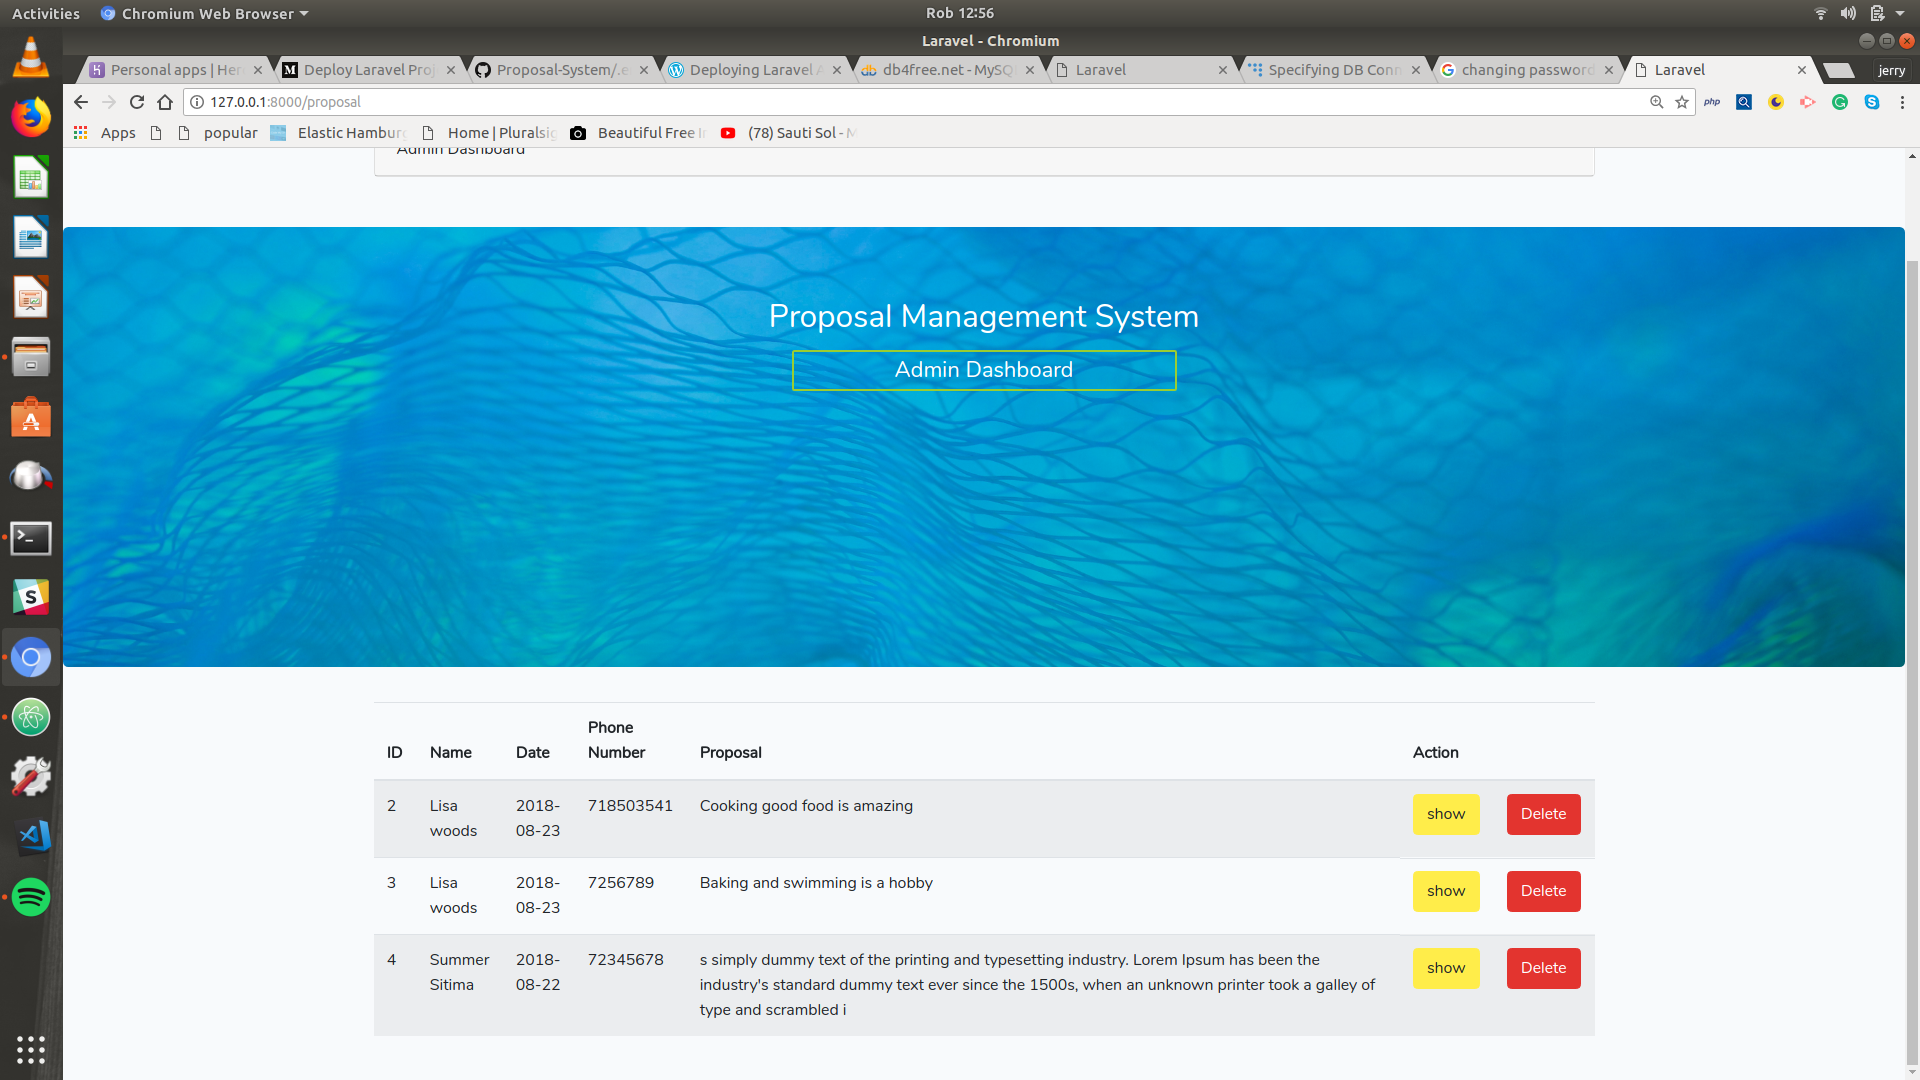 Activities Chromium Web Browser Rob 12:56
Laravel - Chromium
Personal apps | Her Deploy Laravel Proj Proposal-System/.e Deploying Laravel A db4free.net - MySQL Laravel Specifying DB Conn changing password Laravel jerry
127.0.0.1:8000/proposal php
Apps popular Elastic Hamburg Home | Pluralsig Beautiful Free I (78) Sauti Sol - M
Admin Dashboard
Proposal Management System
Admin Dashboard
ID Name Date Phone Number Proposal Action
2 Lisa woods 2018-08-23 718503541 Cooking good food is amazing show Delete
3 Lisa woods 2018-08-23 7256789 Baking and swimming is a hobby show Delete
4 Summer Sitima 2018-08-22 72345678 s simply dummy text of the printing and typesetting industry. Lorem Ipsum has been the show Delete
industry's standard dummy text ever since the 1500s, when an unknown printer took a galley of
type and scrambled i